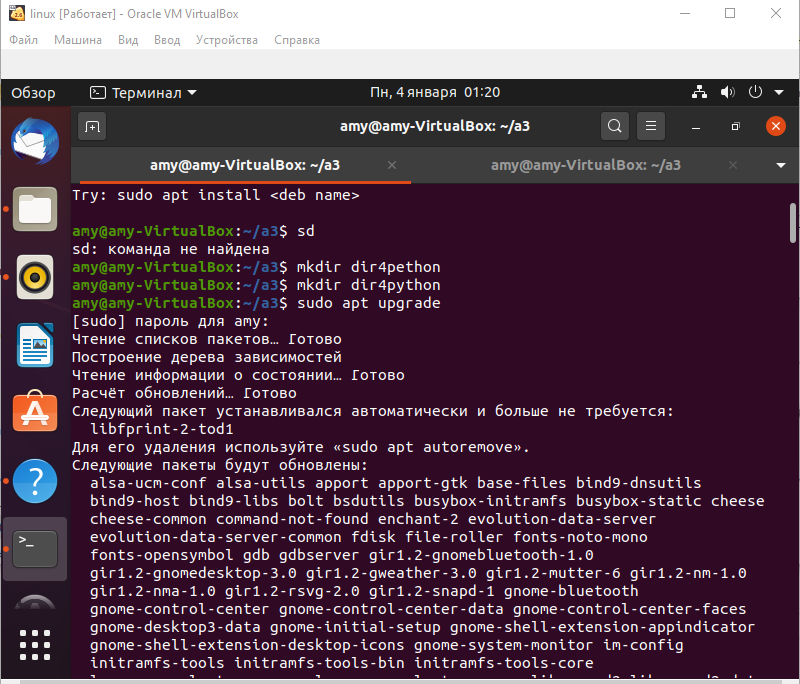 linux [Работает] - Oracle VM VirtualBox
Файл Машина Вид Ввод Устройства Справка
Обзор Терминал Пн, 4 января 01:20
amy@amy-VirtualBox: ~/a3
amy@amy-VirtualBox: ~/a3 amy@amy-VirtualBox: ~/a3
Try: sudo apt install <deb name>
amy@amy-VirtualBox:~/a3$ sd
sd: команда не найдена
amy@amy-VirtualBox:~/a3$ mkdir dir4pethon
amy@amy-VirtualBox:~/a3$ mkdir dir4python
amy@amy-VirtualBox:~/a3$ sudo apt upgrade
[sudo] пароль для amy:
Чтение списков пакетов… Готово
Построение дерева зависимостей
Чтение информации о состоянии… Готово
Расчёт обновлений… Готово
Следующий пакет устанавливался автоматически и больше не требуется:
libfprint-2-tod1
Для его удаления используйте «sudo apt autoremove».
Следующие пакеты будут обновлены:
alsa-ucm-conf alsa-utils apport apport-gtk base-files bind9-dnsutils
bind9-host bind9-libs bolt bsdutils busybox-initramfs busybox-static cheese
cheese-common command-not-found enchant-2 evolution-data-server
evolution-data-server-common fdisk file-roller fonts-noto-mono
fonts-opensymbol gdb gdbserver gir1.2-gnomebluetooth-1.0
gir1.2-gnomedesktop-3.0 gir1.2-gweather-3.0 gir1.2-mutter-6 gir1.2-nm-1.0
gir1.2-nma-1.0 gir1.2-rsvg-2.0 gir1.2-snapd-1 gnome-bluetooth
gnome-control-center gnome-control-center-data gnome-control-center-faces
gnome-desktop3-data gnome-initial-setup gnome-shell-extension-appindicator
gnome-shell-extension-desktop-icons gnome-system-monitor im-config
initramfs-tools initramfs-tools-bin initramfs-tools-core